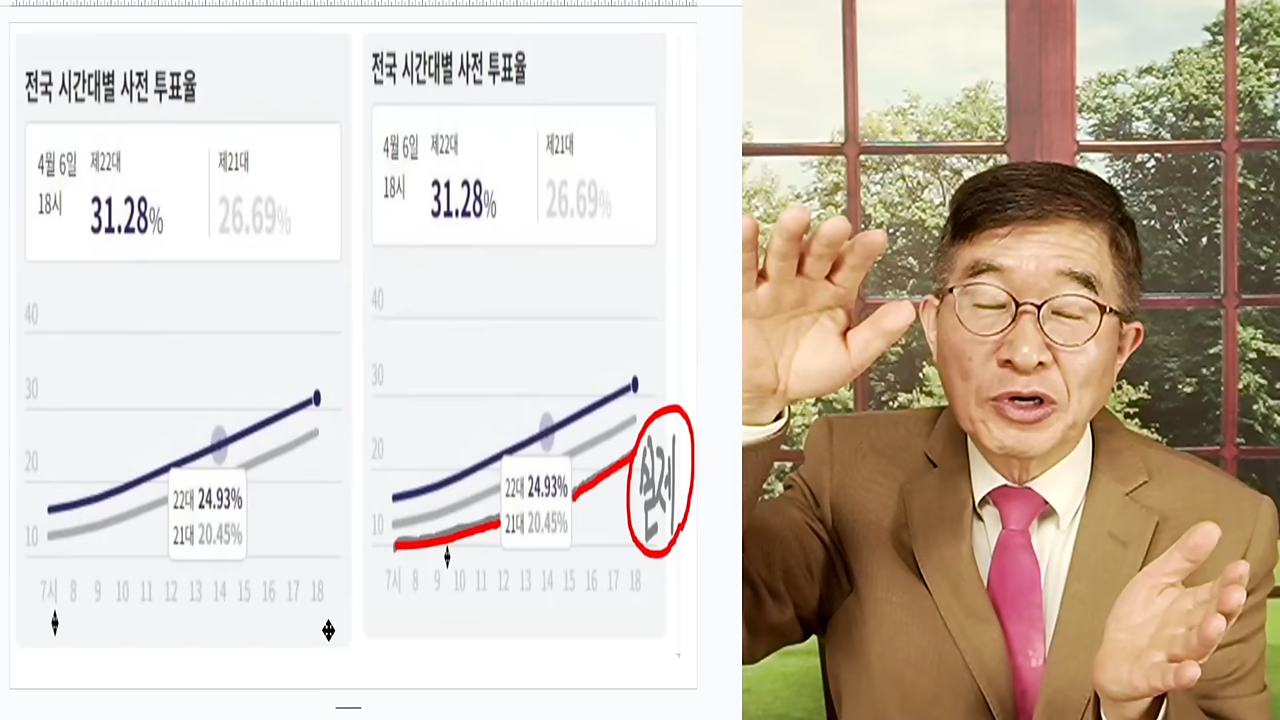 전국 시간대별 사전 투표율
4월 6일 제22대 제21대
18시 31.28% 26.69%
40
30
20
10
22대 24.93%
21대 20.45%
7시 8 9 10 11 12 13 14 15 16 17 18
전국 시간대별 사전 투표율
4월 6일 제22대 제21대
18시 31.28% 26.69%
40
30
20
10
22대 24.93%
21대 20.45%
실제
7시 8 9 10 11 12 13 14 15 16 17 18